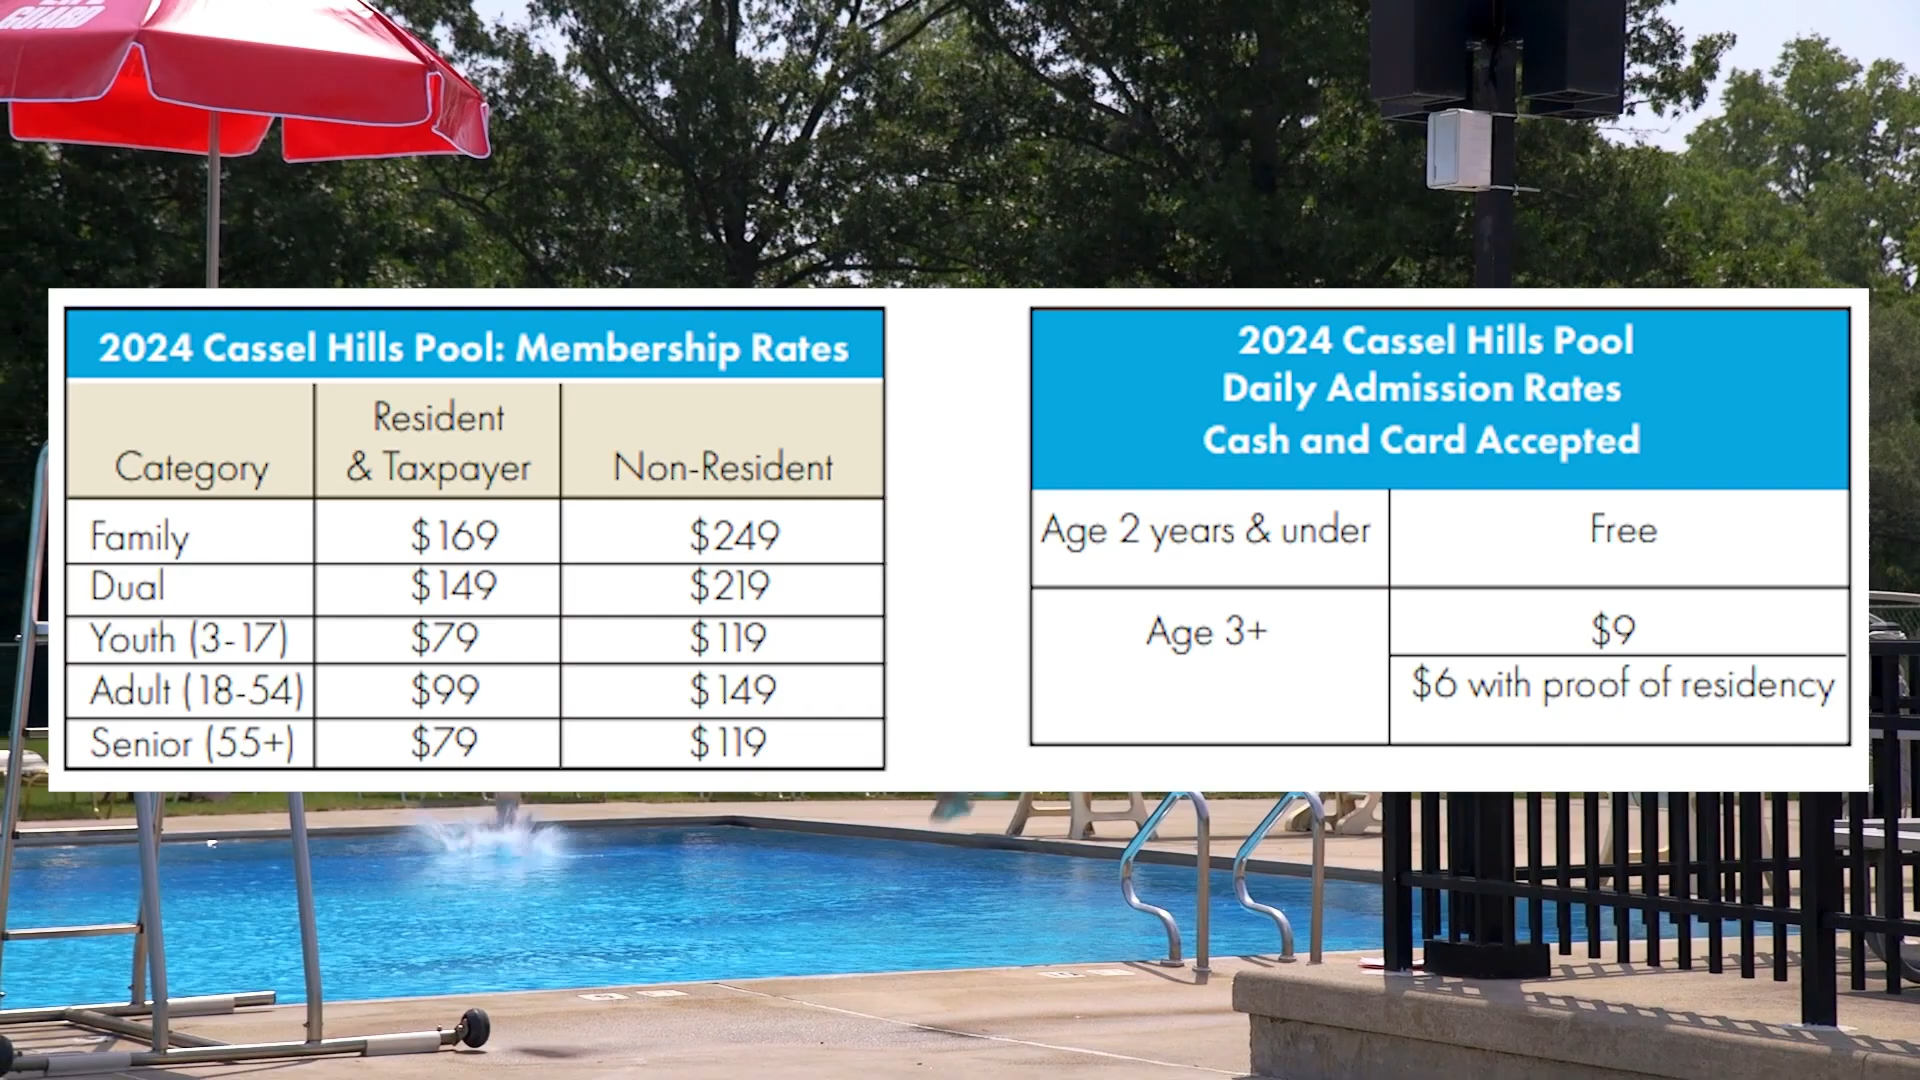 GUARD
2024 Cassel Hills Pool: Membership Rates
Category
Resident
& Taxpayer
Non-Resident
Family $169 $249
Dual $149 $219
Youth (3-17) $79 $119
Adult (18-54) $99 $149
Senior (55+) $79 $119
2024 Cassel Hills Pool
Daily Admission Rates
Cash and Card Accepted
Age 2 years & under Free
Age 3+ $9
$6 with proof of residency